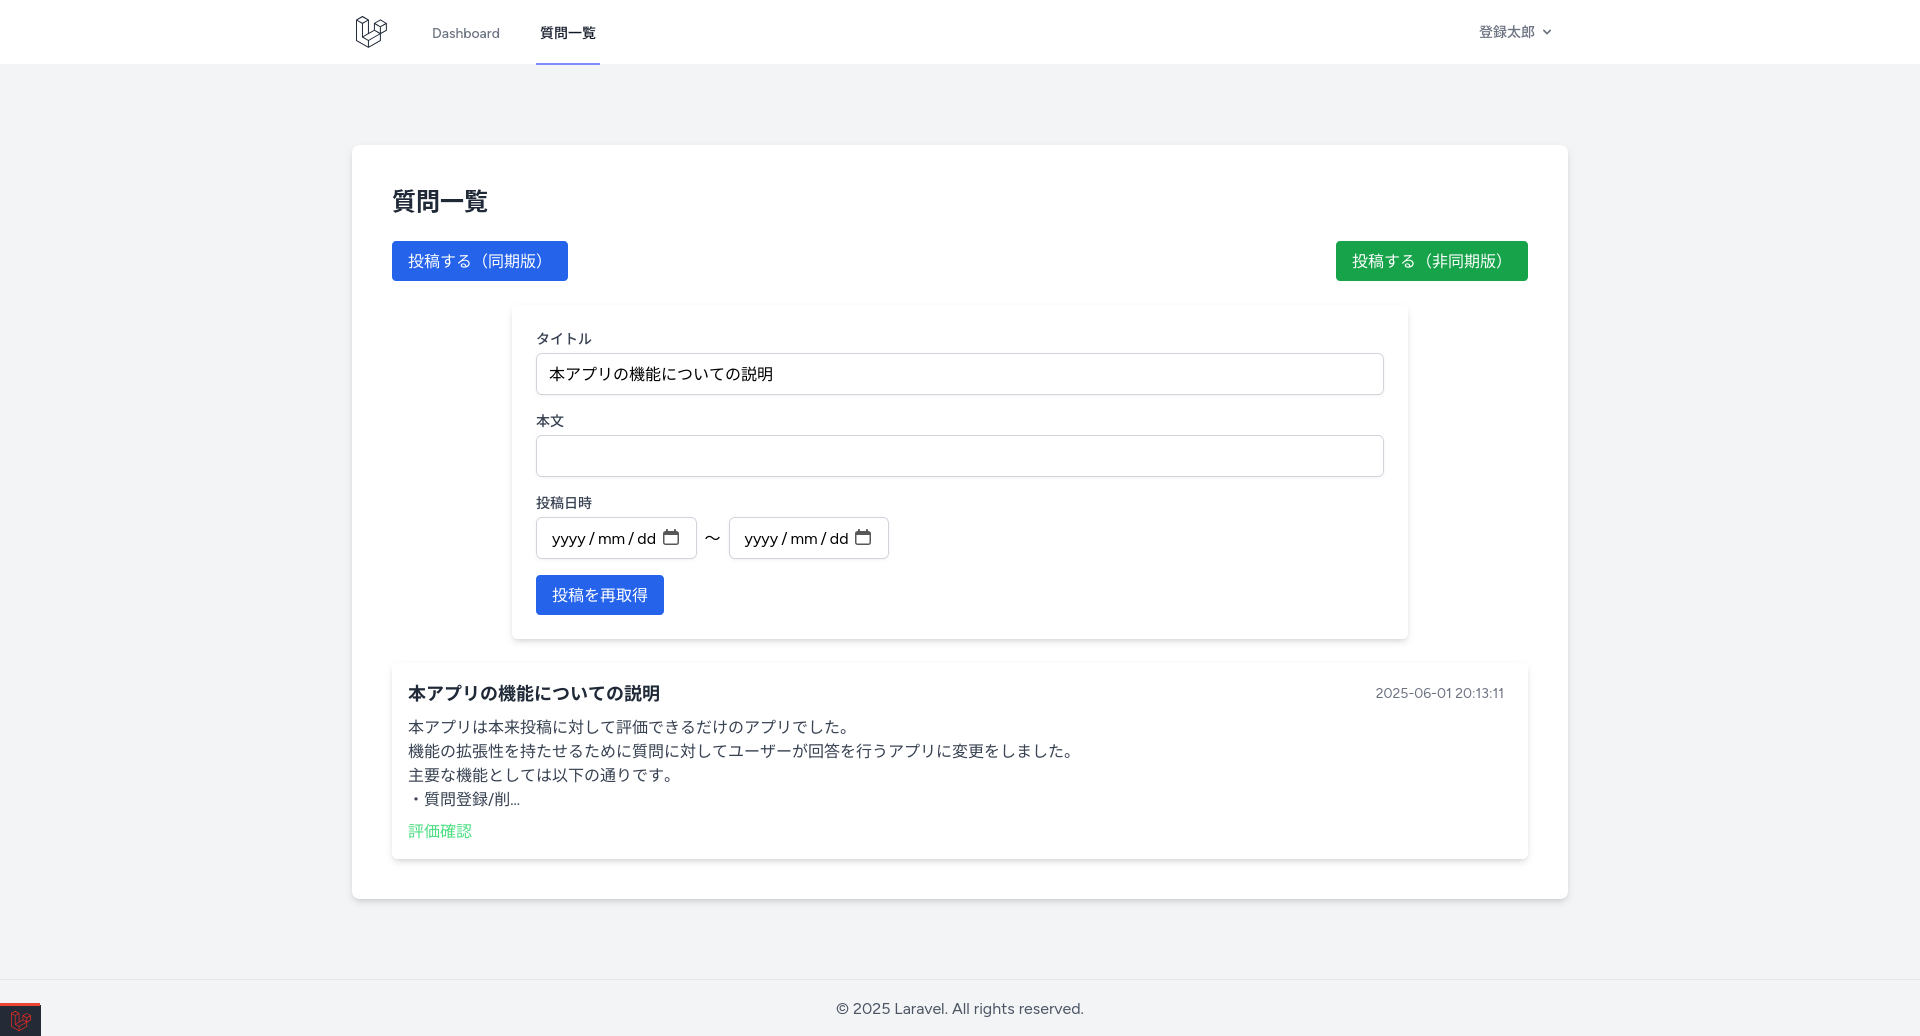 Dashboard
質問一覧
登録太郎
質問一覧
投稿する（同期版）
投稿する（非同期版）
タイトル
本アプリの機能についての説明
本文
投稿日時
yyyy / mm / dd ～ yyyy / mm / dd
投稿を再取得
本アプリの機能についての説明
2025-06-01 20:13:11
本アプリは本来投稿に対して評価できるだけのアプリでした。
機能の拡張性を持たせるために質問に対してユーザーが回答を行うアプリに変更をしました。
主要な機能としては以下の通りです。
・質問登録/削...
評価確認
© 2025 Laravel. All rights reserved.